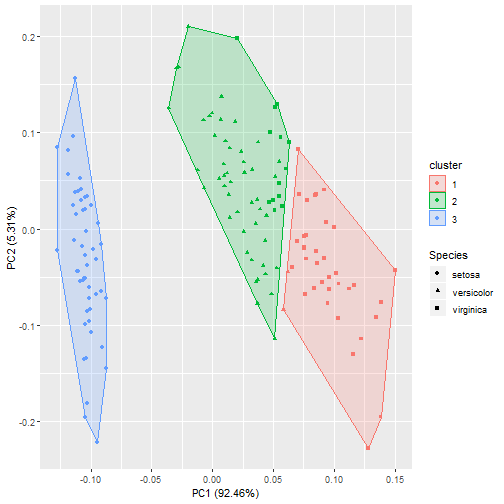 0.2
0.1
0.0
-0.1
-0.2
PC2 (5.31%)
-0.10
-0.05
0.00
0.05
0.10
0.15
PC1 (92.46%)
cluster
1
2
3
Species
setosa
versicolor
virginica